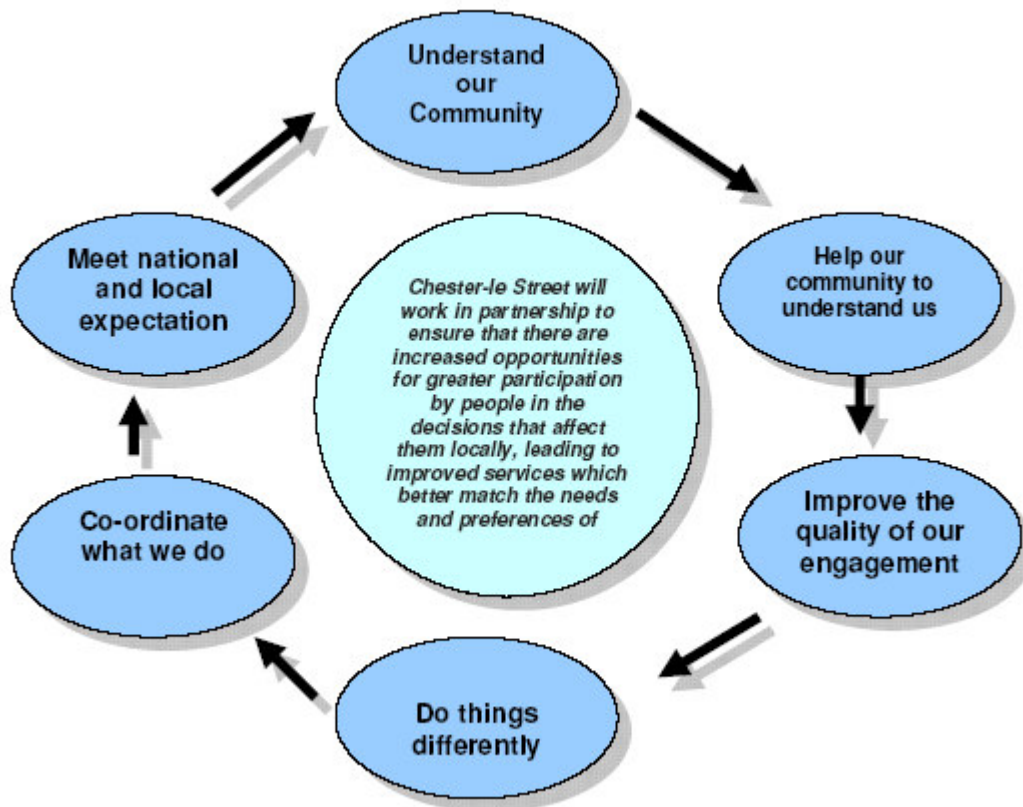 Understand
our
Community
Help our
community to
understand us
Improve the
quality of our
engagement
Do things
differently
Co-ordinate
what we do
Meet national
and local
expectation
Chester-le Street will
work in partnership to
ensure that there are
increased opportunities
for greater participation
by people in the
decisions that affect
them locally, leading to
improved services which
better match the needs
and preferences of